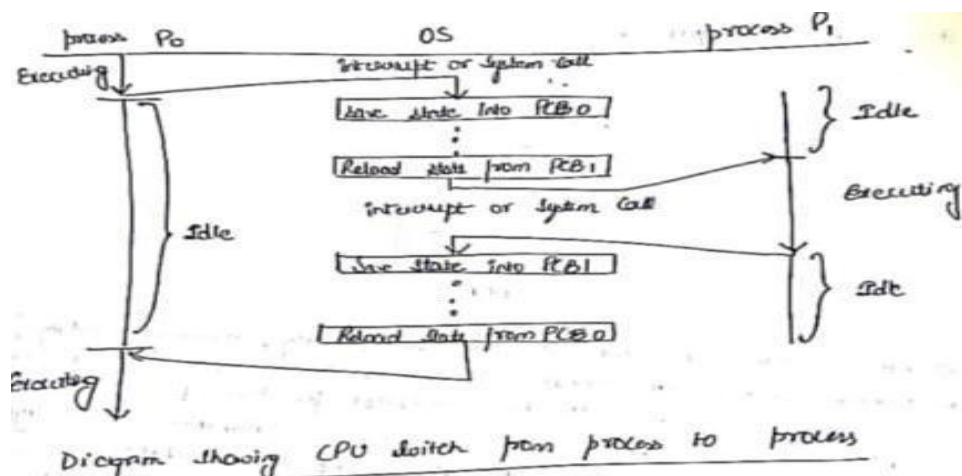 process P0 OS process P1
Executing
Interrupt or System Call
Save State into PCB0
Idle
Reload State from PCB1
Executing
interrupt or System Call
Idle
Save State into PCB1
Idle
Reload State from PCB0
Executing
Diagram showing CPU switch from process to process